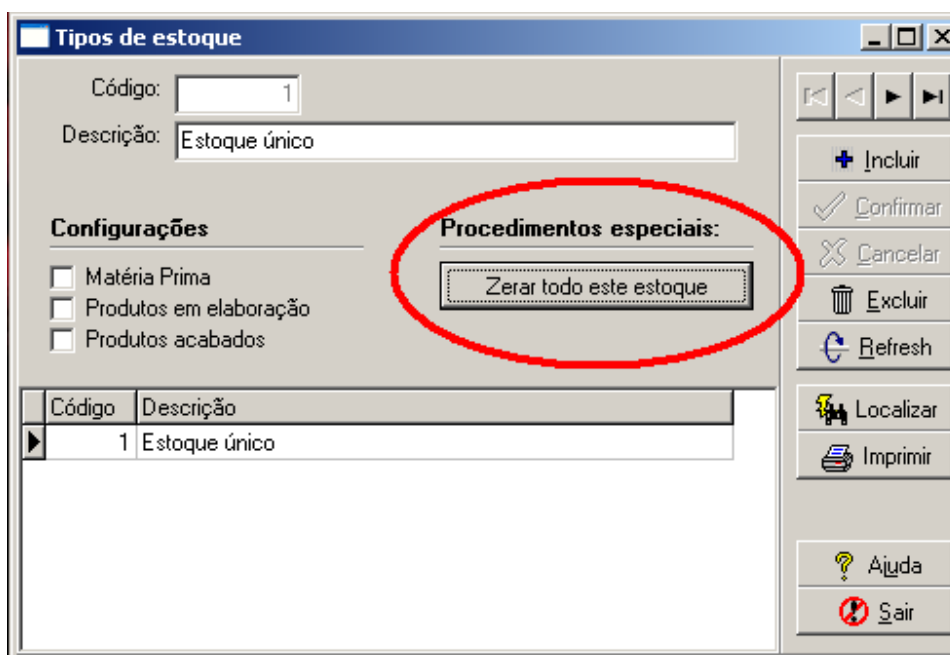 Tipos de estoque
Código: 1
Descrição: Estoque único
Configurações
Matéria Prima
Produtos em elaboração
Produtos acabados
Procedimentos especiais:
Zerar todo este estoque
Código Descrição
1 Estoque único
Incluir
Confirmar
Cancelar
Excluir
Refresh
Localizar
Imprimir
Ajuda
Sair